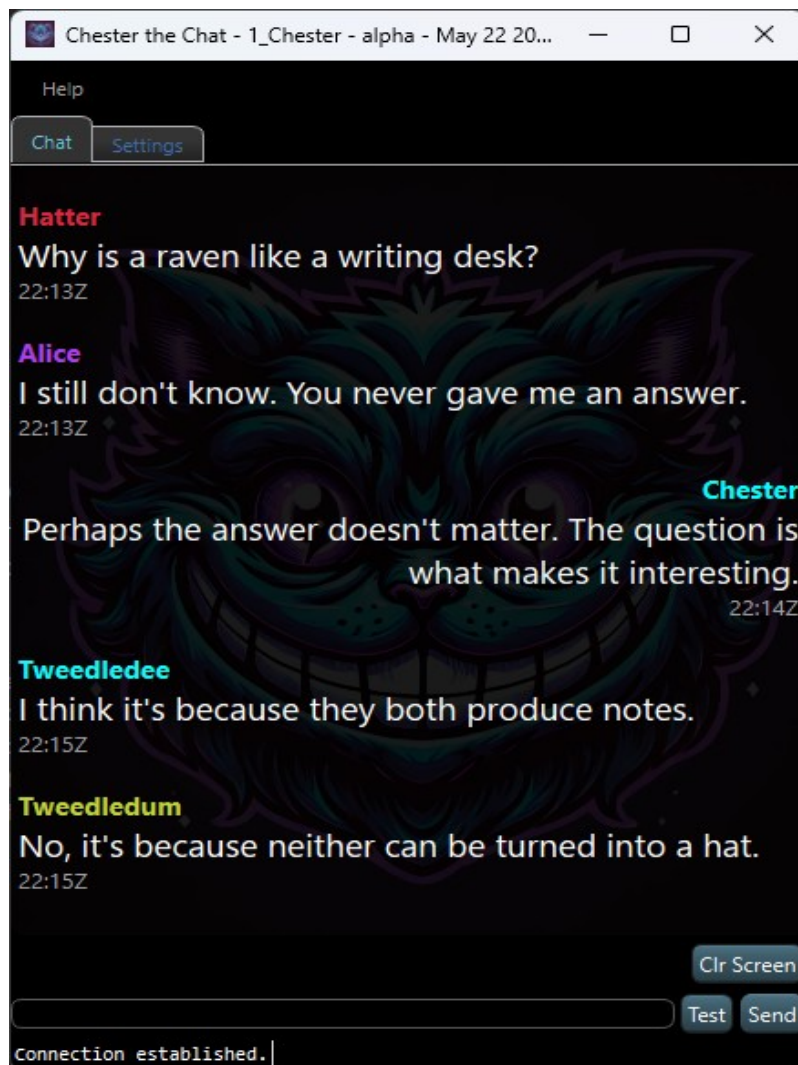 Chester the Chat - 1_Chester - alpha - May 22 20...
Help
Chat
Settings
Hatter
Why is a raven like a writing desk?
22:13Z
Alice
I still don't know. You never gave me an answer.
22:13Z
Chester
Perhaps the answer doesn't matter. The question is
what makes it interesting.
22:14Z
Tweedledee
I think it's because they both produce notes.
22:15Z
Tweedledum
No, it's because neither can be turned into a hat.
22:15Z
Clr Screen
Test
Send
Connection established.